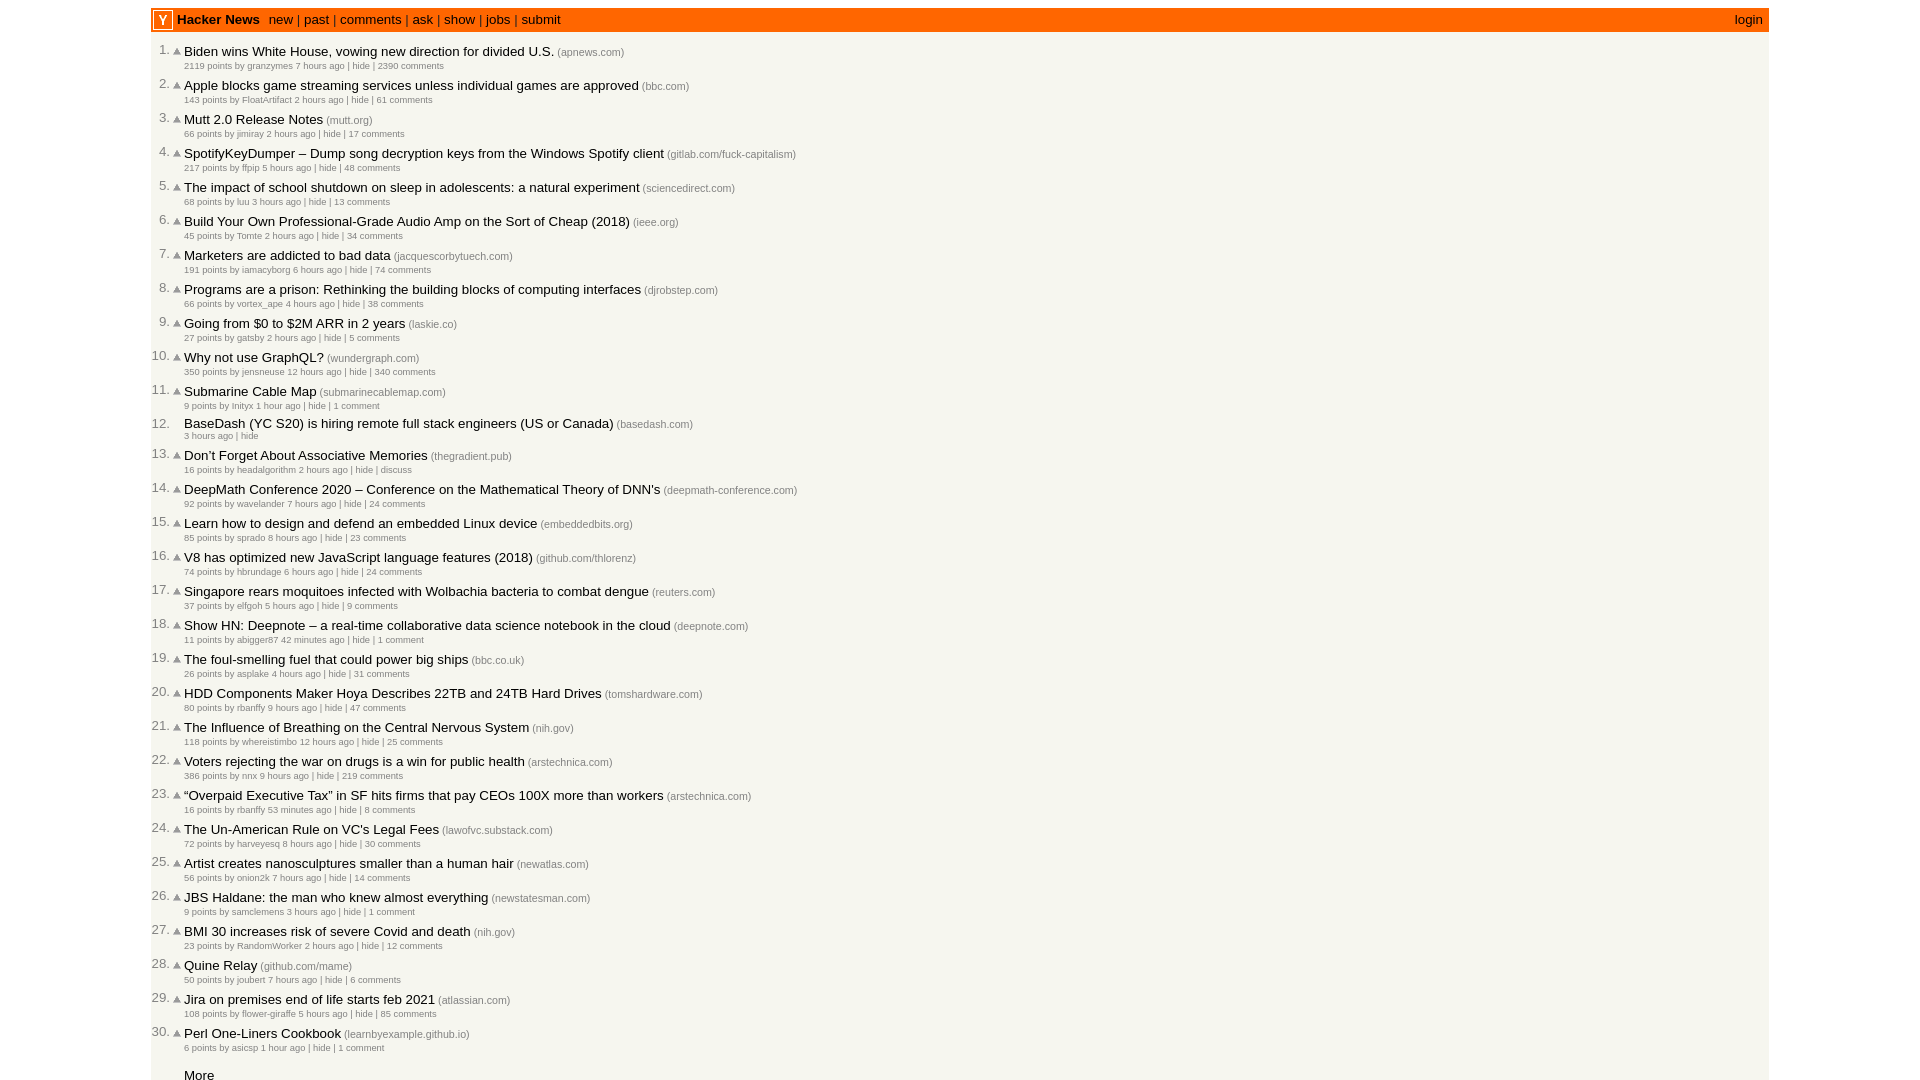 Y Hacker News new | past | comments | ask | show | jobs | submit login
1. Biden wins White House, vowing new direction for divided U.S. (apnews.com)
2119 points by granzymes 7 hours ago | hide | 2390 comments
2. Apple blocks game streaming services unless individual games are approved (bbc.com)
143 points by FloatArtifact 2 hours ago | hide | 61 comments
3. Mutt 2.0 Release Notes (mutt.org)
66 points by jimiray 2 hours ago | hide | 17 comments
4. SpotifyKeyDumper – Dump song decryption keys from the Windows Spotify client (gitlab.com/fuck-capitalism)
217 points by ffpip 5 hours ago | hide | 48 comments
5. The impact of school shutdown on sleep in adolescents: a natural experiment (sciencedirect.com)
68 points by luu 3 hours ago | hide | 13 comments
6. Build Your Own Professional-Grade Audio Amp on the Sort of Cheap (2018) (ieee.org)
45 points by Tomte 2 hours ago | hide | 34 comments
7. Marketers are addicted to bad data (jacquescorbytuech.com)
191 points by iamacyborg 6 hours ago | hide | 74 comments
8. Programs are a prison: Rethinking the building blocks of computing interfaces (djrobstep.com)
66 points by vortex_ape 4 hours ago | hide | 38 comments
9. Going from $0 to $2M ARR in 2 years (laskie.co)
27 points by gatsby 2 hours ago | hide | 5 comments
10. Why not use GraphQL? (wundergraph.com)
350 points by jensneuse 12 hours ago | hide | 340 comments
11. Submarine Cable Map (submarinecablemap.com)
9 points by Inityx 1 hour ago | hide | 1 comment
12. BaseDash (YC S20) is hiring remote full stack engineers (US or Canada) (basedash.com)
3 hours ago | hide
13. Don’t Forget About Associative Memories (thegradient.pub)
16 points by headalgorithm 2 hours ago | hide | discuss
14. DeepMath Conference 2020 – Conference on the Mathematical Theory of DNN's (deepmath-conference.com)
92 points by wavelander 7 hours ago | hide | 24 comments
15. Learn how to design and defend an embedded Linux device (embeddedbits.org)
85 points by sprado 8 hours ago | hide | 23 comments
16. V8 has optimized new JavaScript language features (2018) (github.com/thlorenz)
74 points by hbrundage 6 hours ago | hide | 24 comments
17. Singapore rears moquitoes infected with Wolbachia bacteria to combat dengue (reuters.com)
37 points by elfgoh 5 hours ago | hide | 9 comments
18. Show HN: Deepnote – a real-time collaborative data science notebook in the cloud (deepnote.com)
11 points by abigger87 42 minutes ago | hide | 1 comment
19. The foul-smelling fuel that could power big ships (bbc.co.uk)
26 points by asplake 4 hours ago | hide | 31 comments
20. HDD Components Maker Hoya Describes 22TB and 24TB Hard Drives (tomshardware.com)
80 points by rbanffy 9 hours ago | hide | 47 comments
21. The Influence of Breathing on the Central Nervous System (nih.gov)
118 points by whereistimbo 12 hours ago | hide | 25 comments
22. Voters rejecting the war on drugs is a win for public health (arstechnica.com)
386 points by nnx 9 hours ago | hide | 219 comments
23. “Overpaid Executive Tax” in SF hits firms that pay CEOs 100X more than workers (arstechnica.com)
16 points by rbanffy 53 minutes ago | hide | 8 comments
24. The Un-American Rule on VC's Legal Fees (lawofvc.substack.com)
72 points by harveyesq 8 hours ago | hide | 30 comments
25. Artist creates nanosculptures smaller than a human hair (newatlas.com)
56 points by onion2k 7 hours ago | hide | 14 comments
26. JBS Haldane: the man who knew almost everything (newstatesman.com)
9 points by samclemens 3 hours ago | hide | 1 comment
27. BMI 30 increases risk of severe Covid and death (nih.gov)
23 points by RandomWorker 2 hours ago | hide | 12 comments
28. Quine Relay (github.com/mame)
50 points by joubert 7 hours ago | hide | 6 comments
29. Jira on premises end of life starts feb 2021 (atlassian.com)
108 points by flower-giraffe 5 hours ago | hide | 85 comments
30. Perl One-Liners Cookbook (learnbyexample.github.io)
6 points by asicsp 1 hour ago | hide | 1 comment
More